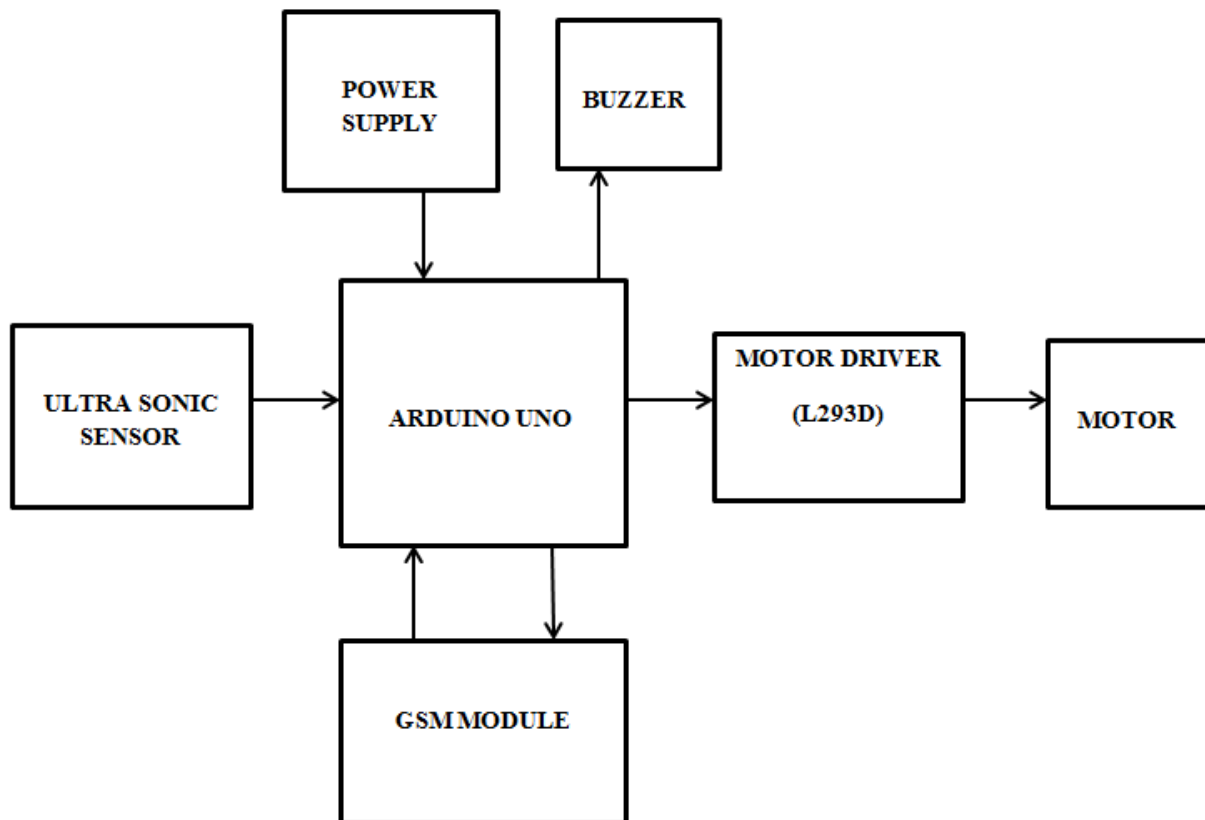 POWER
SUPPLY
BUZZER
ULTRA SONIC
SENSOR
ARDUINO UNO
MOTOR DRIVER
(L293D)
MOTOR
GSM MODULE